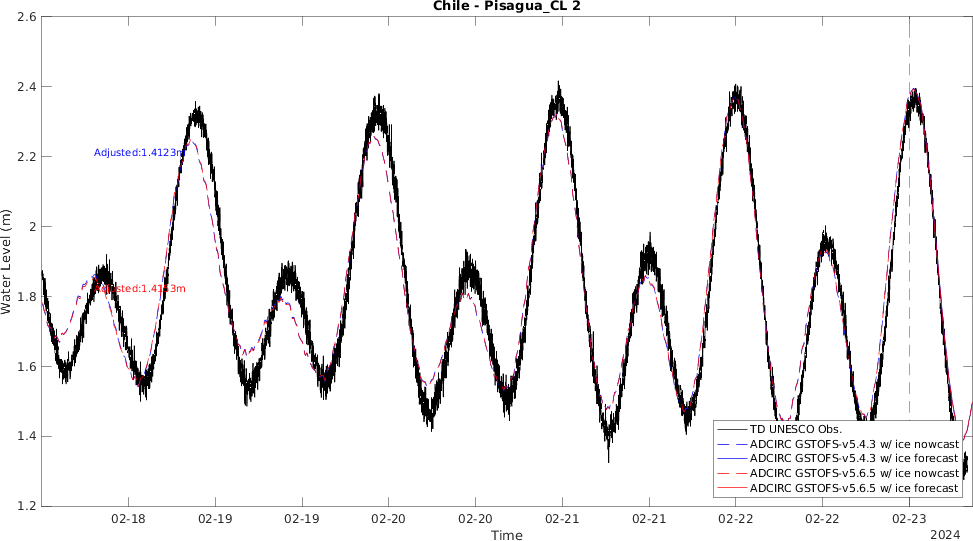 Chile - Pisagua_CL 2
2.6
2.4
2.2
2
1.8
1.6
1.4
1.2
Water Level (m)
Adjusted:1.4123m
Adjusted:1.4143m
TD UNESCO Obs.
ADCIRC GSTOFS-v5.4.3 w/ ice nowcast
ADCIRC GSTOFS-v5.4.3 w/ ice forecast
ADCIRC GSTOFS-v5.6.5 w/ ice nowcast
ADCIRC GSTOFS-v5.6.5 w/ ice forecast
02-18 02-19 02-19 02-20 02-20 02-21 02-21 02-22 02-22 02-23
Time
2024